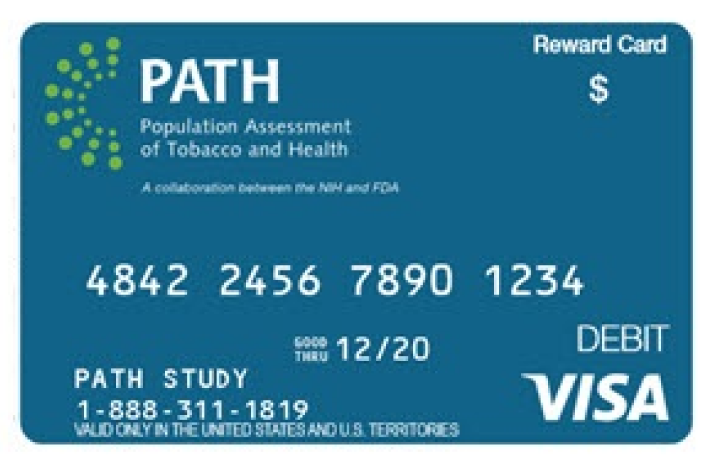 Reward Card
$
PATH
Population Assessment
of Tobacco and Health
A collaboration between the NIH and FDA
4842 2456 7890 1234
GOOD
THRU 12/20
DEBIT
PATH STUDY
VISA
1-888-311-1819
VALID ONLY IN THE UNITED STATES AND U.S. TERRITORIES